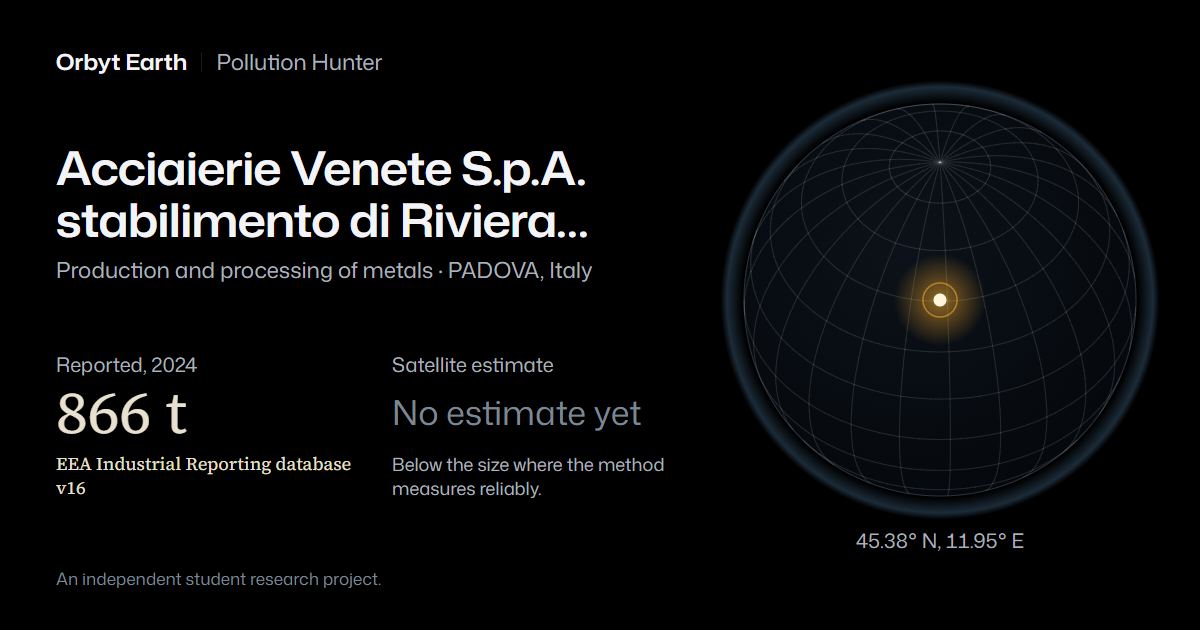 Orbyt Earth | Pollution Hunter
Acciaierie Venete S.p.A.
stabilimento di Riviera...
Production and processing of metals · PADOVA, Italy
Reported, 2024
866 t
EEA Industrial Reporting database
v16
Satellite estimate
No estimate yet
Below the size where the method
measures reliably.
45.38° N, 11.95° E
An independent student research project.